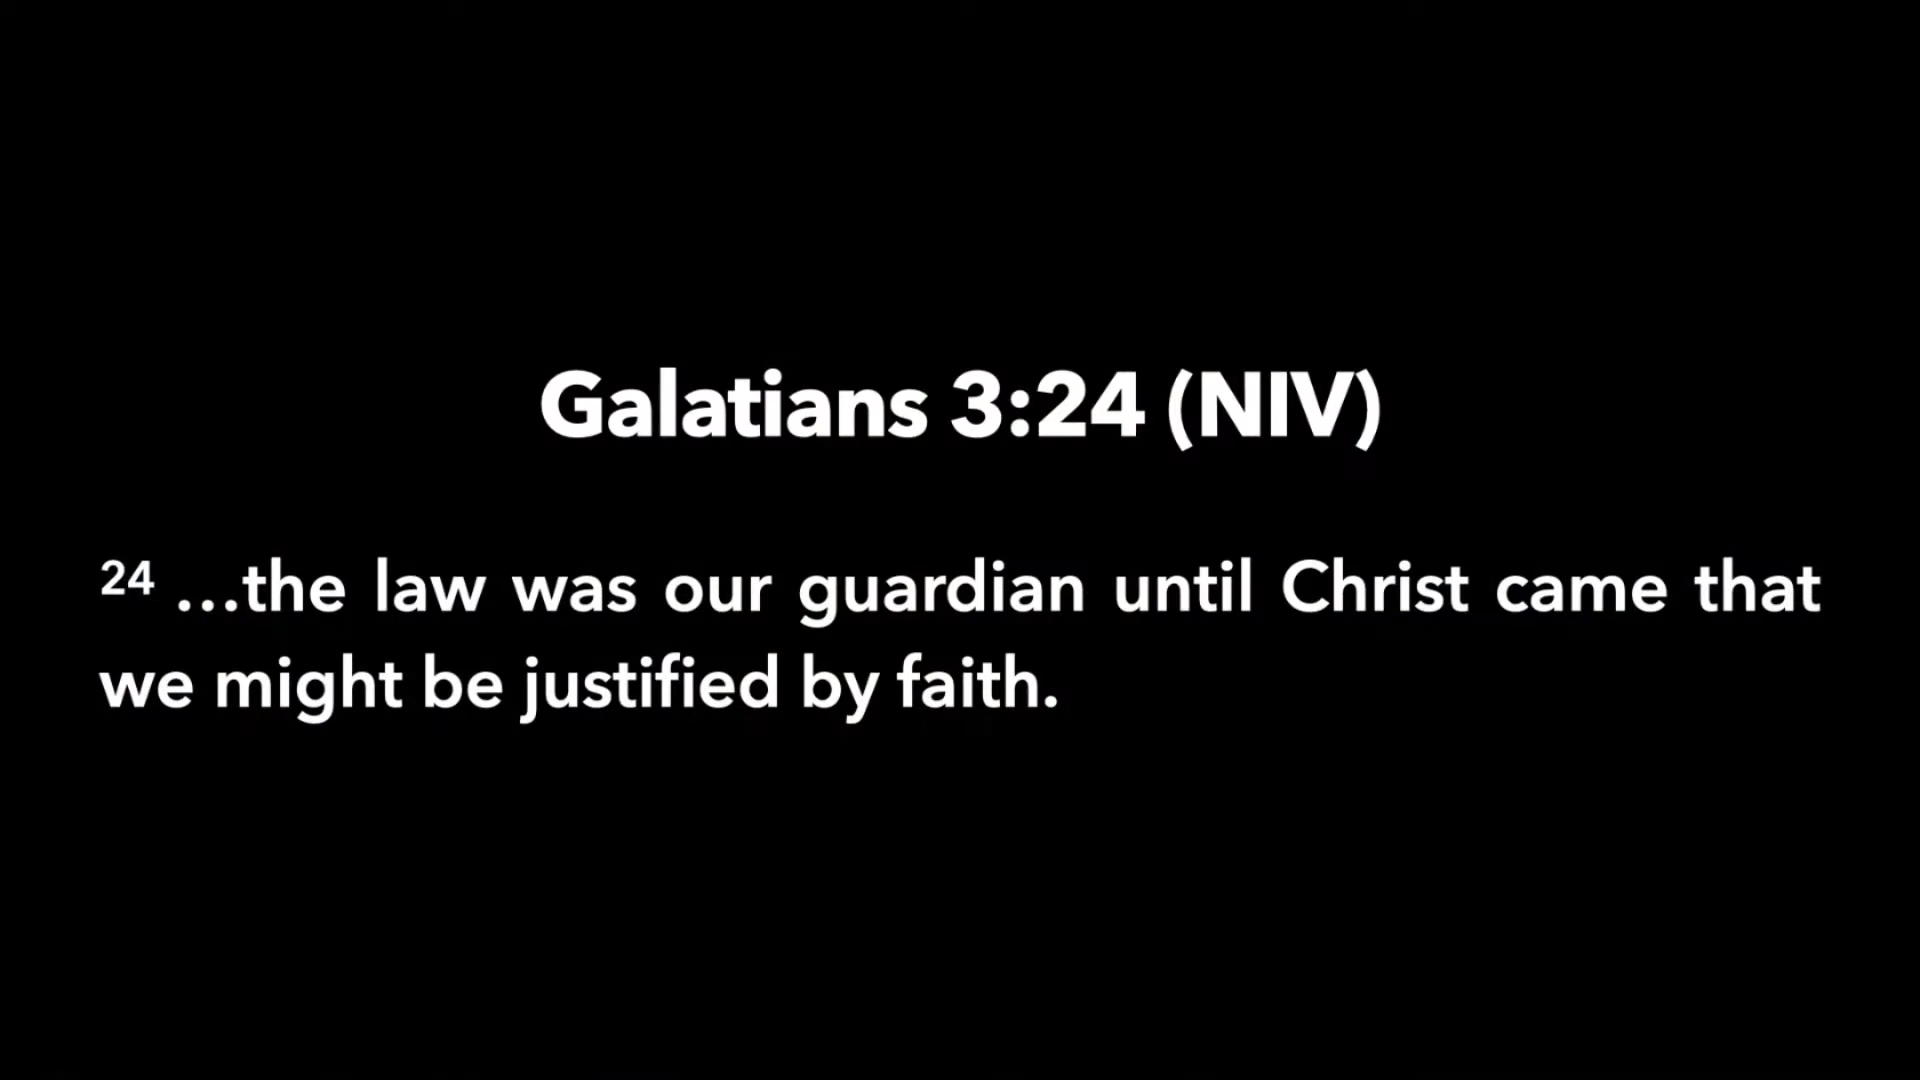 Galatians 3:24 (NIV)
24 …the law was our guardian until Christ came that
we might be justified by faith.